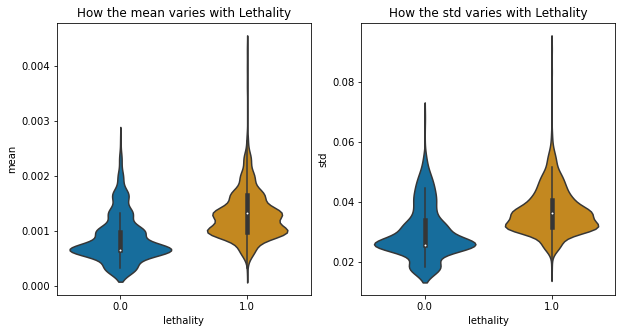 How the mean varies with Lethality
mean
0.004
0.003
0.002
0.001
0.000
0.0
1.0
lethality
How the std varies with Lethality
std
0.08
0.06
0.04
0.02
0.0
1.0
lethality